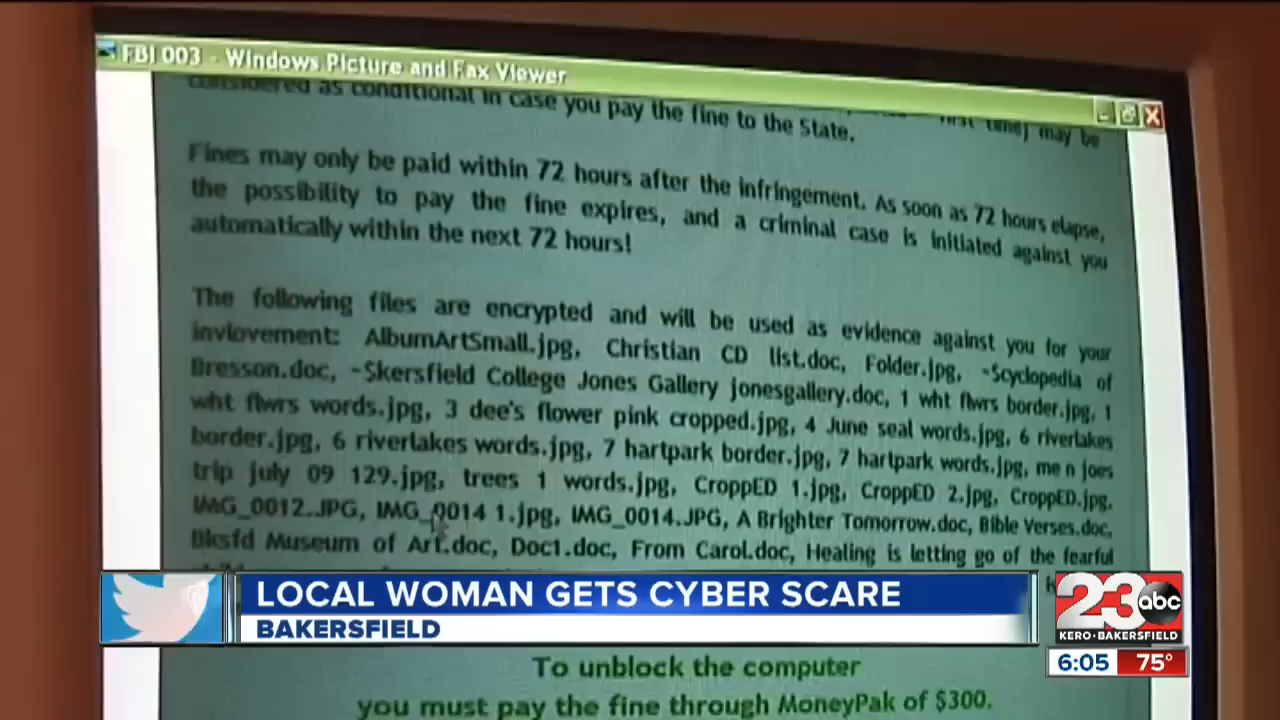 FBI 003 - Windows Picture and Fax Viewer
considered as conditional in case you pay the fine to the State. first time) may be
Fines may only be paid within 72 hours after the infringement. As soon as 72 hours elapse,
the possibility to pay the fine expires, and a criminal case is initiated against you
automatically within the next 72 hours!
The following files are encrypted and will be used as evidence against you for your
invlovement: AlbumArtSmall.jpg, Christian CD list.doc, Folder.jpg, ~$cyclopedia of
Bresson.doc, ~$kersfield College Jones Gallery jonesgallery.doc, 1 wht flwrs border.jpg, 1
wht flwrs words.jpg, 3 dee's flower pink cropped.jpg, 4 June seal words.jpg, 6 riverlakes
border.jpg, 6 riverlakes words.jpg, 7 hartpark border.jpg, 7 hartpark words.jpg, me n joes
trip july 09 129.jpg, trees 1 words.jpg, CroppED 1.jpg, CroppED 2.jpg, CroppED.jpg,
IMG_0012.JPG, IMG_0014 1.jpg, IMG_0014.JPG, A Brighter Tomorrow.doc, Bible Verses.doc,
Bksfd Museum of Art.doc, Doc1.doc, From Carol.doc, Healing is letting go of the fearful
LOCAL WOMAN GETS CYBER SCARE
BAKERSFIELD
23 abc
KERO-BAKERSFIELD
6:05 75°
To unblock the computer
you must pay the fine through MoneyPak of $300.